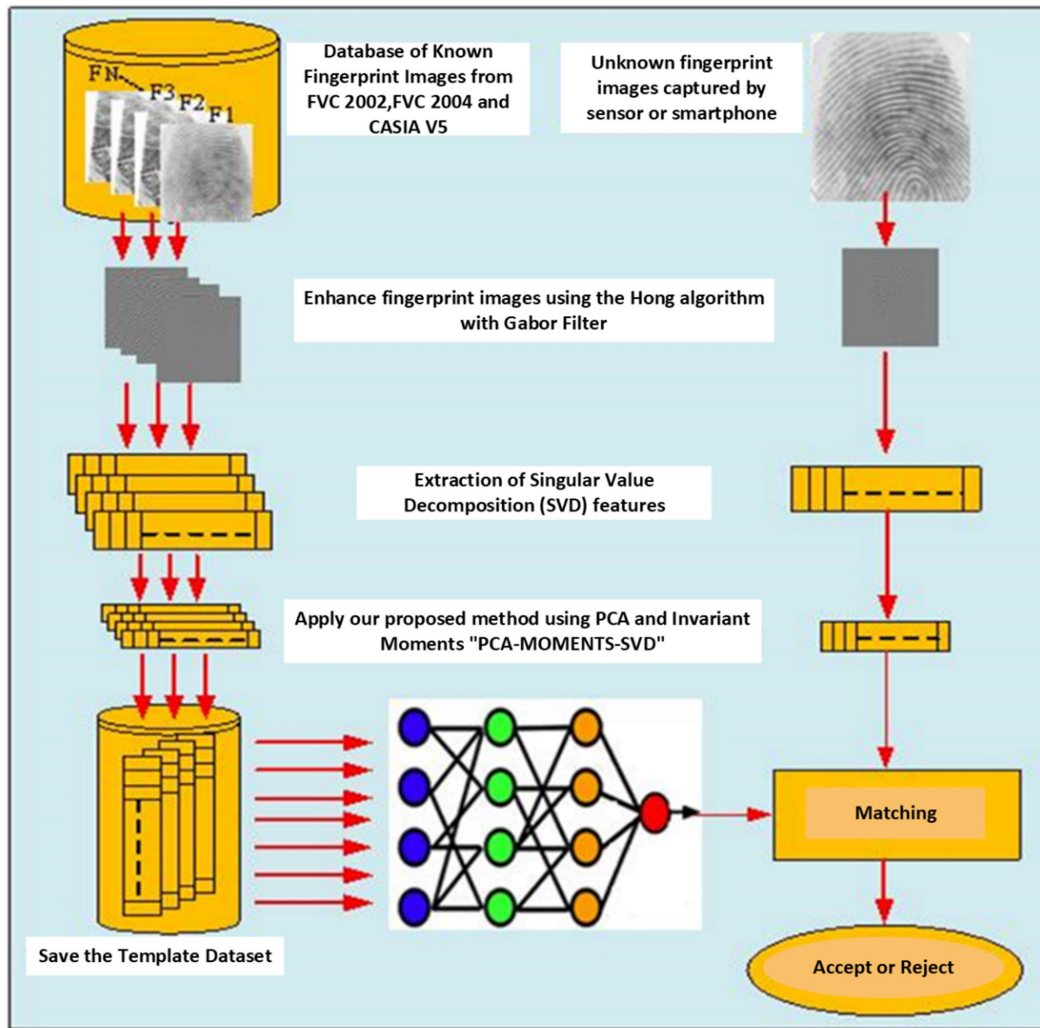 Database of Known
Fingerprint Images from
FVC 2002,FVC 2004 and
CASIA V5
Unknown fingerprint
images captured by
sensor or smartphone
FN
F3
F2
F1
Enhance fingerprint images using the Hong algorithm
with Gabor Filter
Extraction of Singular Value
Decomposition (SVD) features
Apply our proposed method using PCA and Invariant
Moments "PCA-MOMENTS-SVD"
Matching
Save the Template Dataset
Accept or Reject